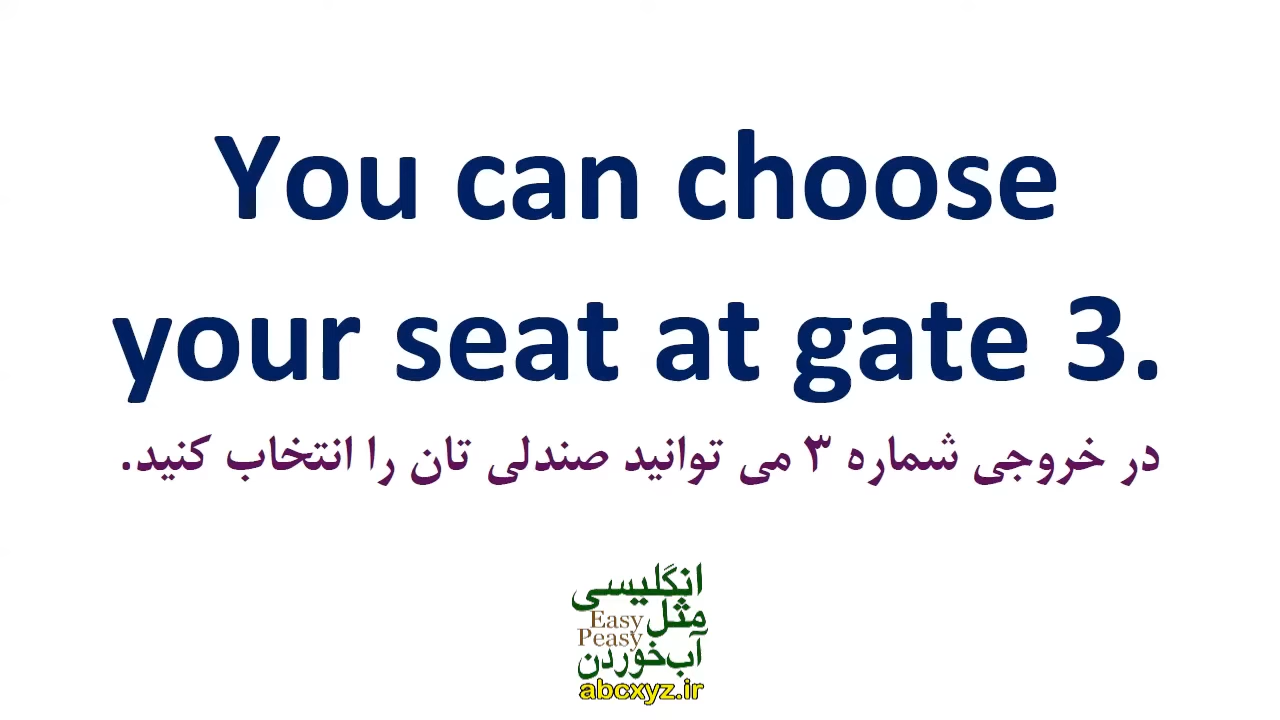 You can choose
your seat at gate 3.
در خروجی شماره ۳ می توانید صندلی تان را انتخاب کنید.
انگلیسی
مثل
Easy
Peasy
آب‌خوردن
abcxyz.ir